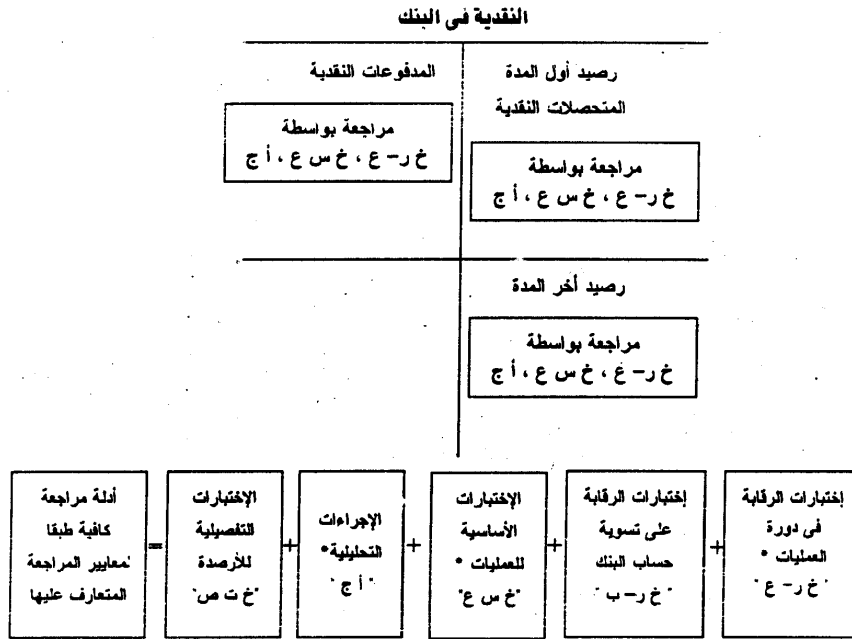 النقدية فى البنك
رصيد أول المدة
المتحصلات النقدية
مراجعة بواسطة
خ ر– ع ، خ س ع ، أ ج
المدفوعات النقدية
مراجعة بواسطة
خ ر– ع ، خ س ع ، أ ج
رصيد أخر المدة
مراجعة بواسطة
خ ر– غ ، خ س ع ، أ ج
إختبارات الرقابة
فى دورة
العمليات *
"خ ر– ع"
+
إختبارات الرقابة
على تسوية
حساب البنك
"خ ر– ب"
+
الإختبارات
الأساسية
للعمليات *
"خ س ع"
+
الإجراءات
التحليلية*
"أ ج"
+
الإختبارات
التفصيلية
للأرصدة
"خ ت ص"
=
أدلة مراجعة
كافية طبقا
لمعايير المراجعة
المتعارف عليها